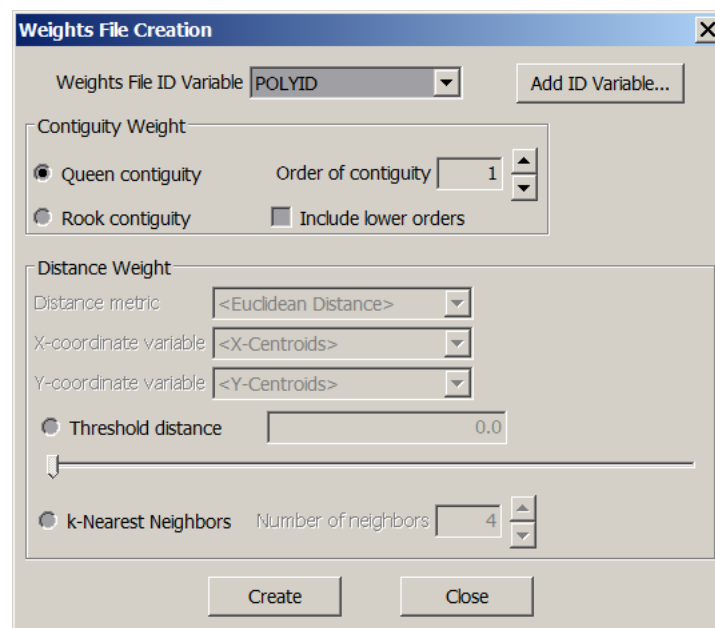 Weights File Creation
Weights File ID Variable POLYID Add ID Variable...
Contiguity Weight
Queen contiguity Order of contiguity 1
Rook contiguity Include lower orders
Distance Weight
Distance metric <Euclidean Distance>
X-coordinate variable <X-Centroids>
Y-coordinate variable <Y-Centroids>
Threshold distance 0.0
k-Nearest Neighbors Number of neighbors 4
Create Close